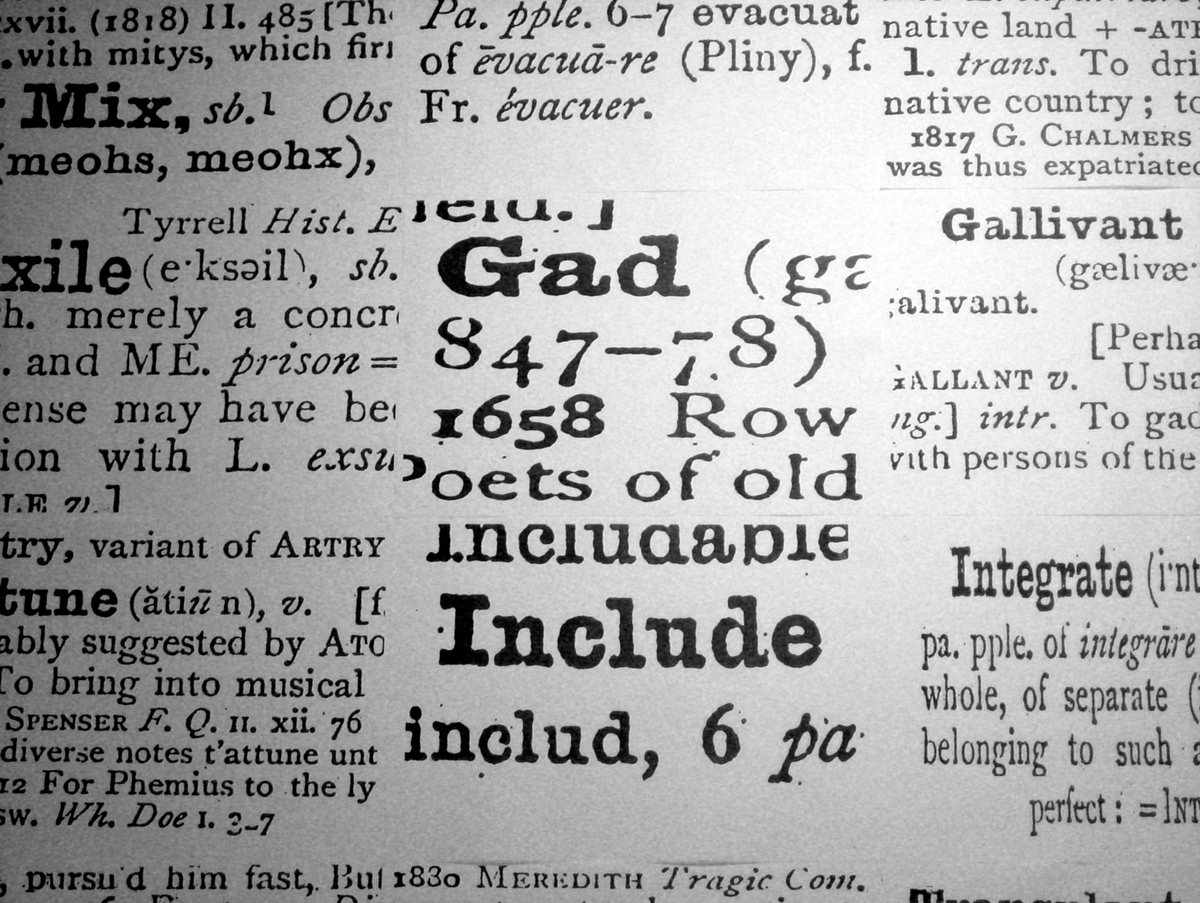 xvii. (1818) II. 485 [Th
with mitys, which firı
Mix, sb.1 Obs
(meohs, meohx),
Tyrrell Hist. E
xile (e·ksəil), sb.
h. merely a concr
. and ME. prison =
ense may have be
ion with L. exsu
try, variant of ARTRY
tune (ătiū n), v. [f.
ably suggested by ATO
To bring into musical
SPENSER F. Q. II. xii. 76
diverse notes t'attune unt
12 For Phemius to the ly
sw. Wh. Doe I. 3-7
, pursu'd him fast, But
Pa. pple. 6–7 evacuat
of ēvacuā-re (Pliny), f.
Fr. évacuer.
Gad (gæ
847–78)
1658 Row
poets of old
Includable
Include
includ, 6 pa
1830 MEREDITH Tragic Com.
native land + -ATE
1. trans. To dri
native country; to
1817 G. CHALMERS
was thus expatriated
Gallivant
(gælivæ·
;alivant.
[Perha
GALLANT v. Usua
ng.] intr. To gad
with persons of the
Integrate (i·nt
pa. pple. of integrāre
whole, of separate (
belonging to such a
perfect: = INT